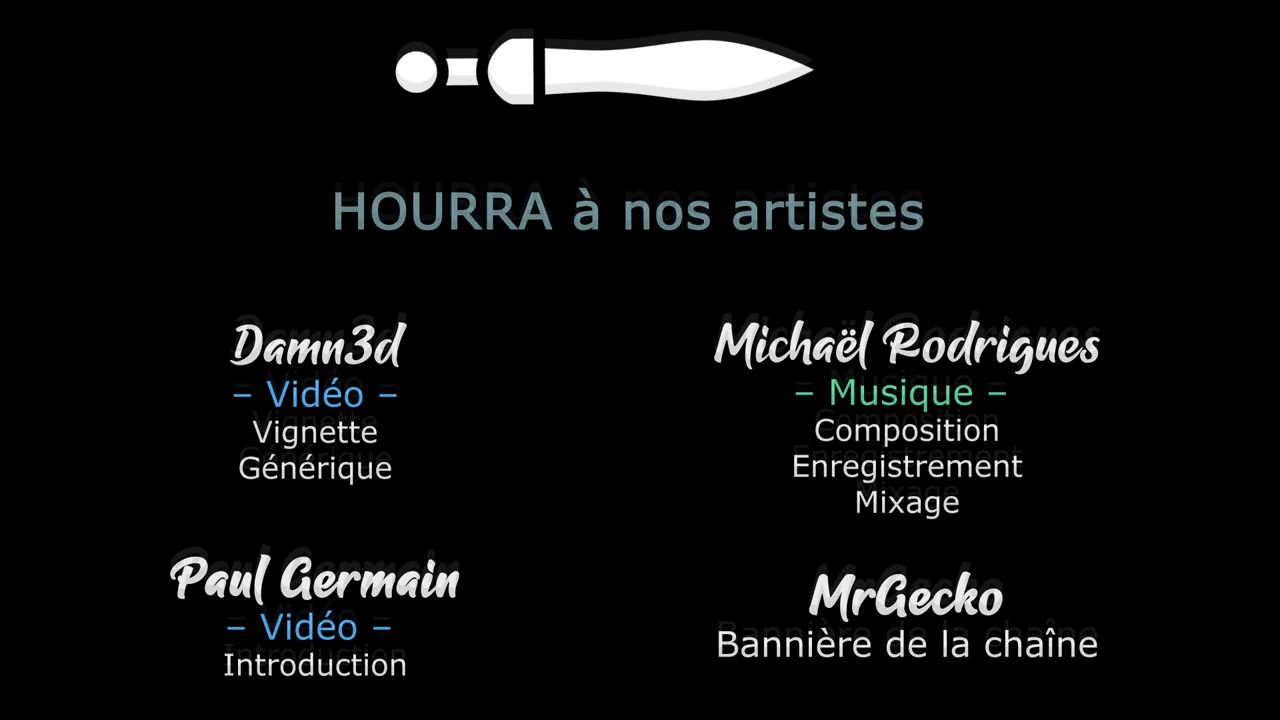 HOURRA à nos artistes
Damn3d
– Vidéo –
Vignette
Générique
Michaël Rodrigues
– Musique –
Composition
Enregistrement
Mixage
Paul Germain
– Vidéo –
Introduction
MrGecko
Bannière de la chaîne